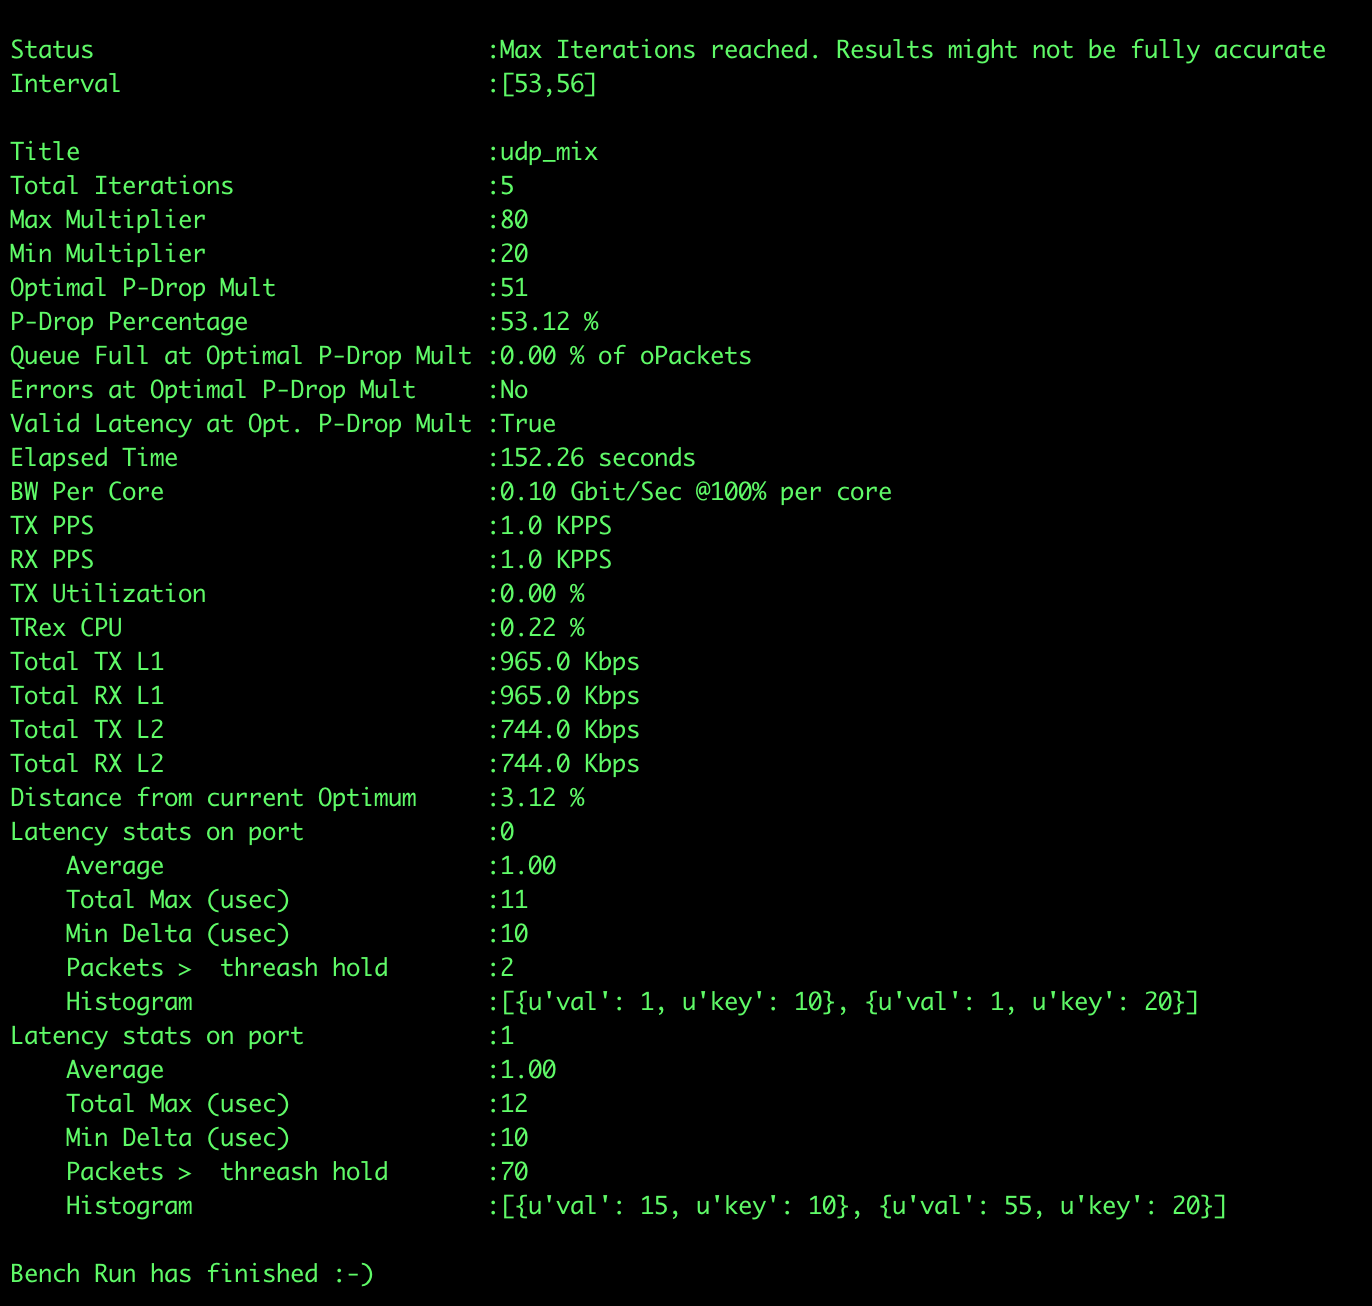 Status :Max Iterations reached. Results might not be fully accurate
Interval :[53,56]
Title :udp_mix
Total Iterations :5
Max Multiplier :80
Min Multiplier :20
Optimal P-Drop Mult :51
P-Drop Percentage :53.12 %
Queue Full at Optimal P-Drop Mult :0.00 % of oPackets
Errors at Optimal P-Drop Mult :No
Valid Latency at Opt. P-Drop Mult :True
Elapsed Time :152.26 seconds
BW Per Core :0.10 Gbit/Sec @100% per core
TX PPS :1.0 KPPS
RX PPS :1.0 KPPS
TX Utilization :0.00 %
TRex CPU :0.22 %
Total TX L1 :965.0 Kbps
Total RX L1 :965.0 Kbps
Total TX L2 :744.0 Kbps
Total RX L2 :744.0 Kbps
Distance from current Optimum :3.12 %
Latency stats on port :0
Average :1.00
Total Max (usec) :11
Min Delta (usec) :10
Packets >  threash hold :2
Histogram :[{u'val': 1, u'key': 10}, {u'val': 1, u'key': 20}]
Latency stats on port :1
Average :1.00
Total Max (usec) :12
Min Delta (usec) :10
Packets >  threash hold :70
Histogram :[{u'val': 15, u'key': 10}, {u'val': 55, u'key': 20}]
Bench Run has finished :-)